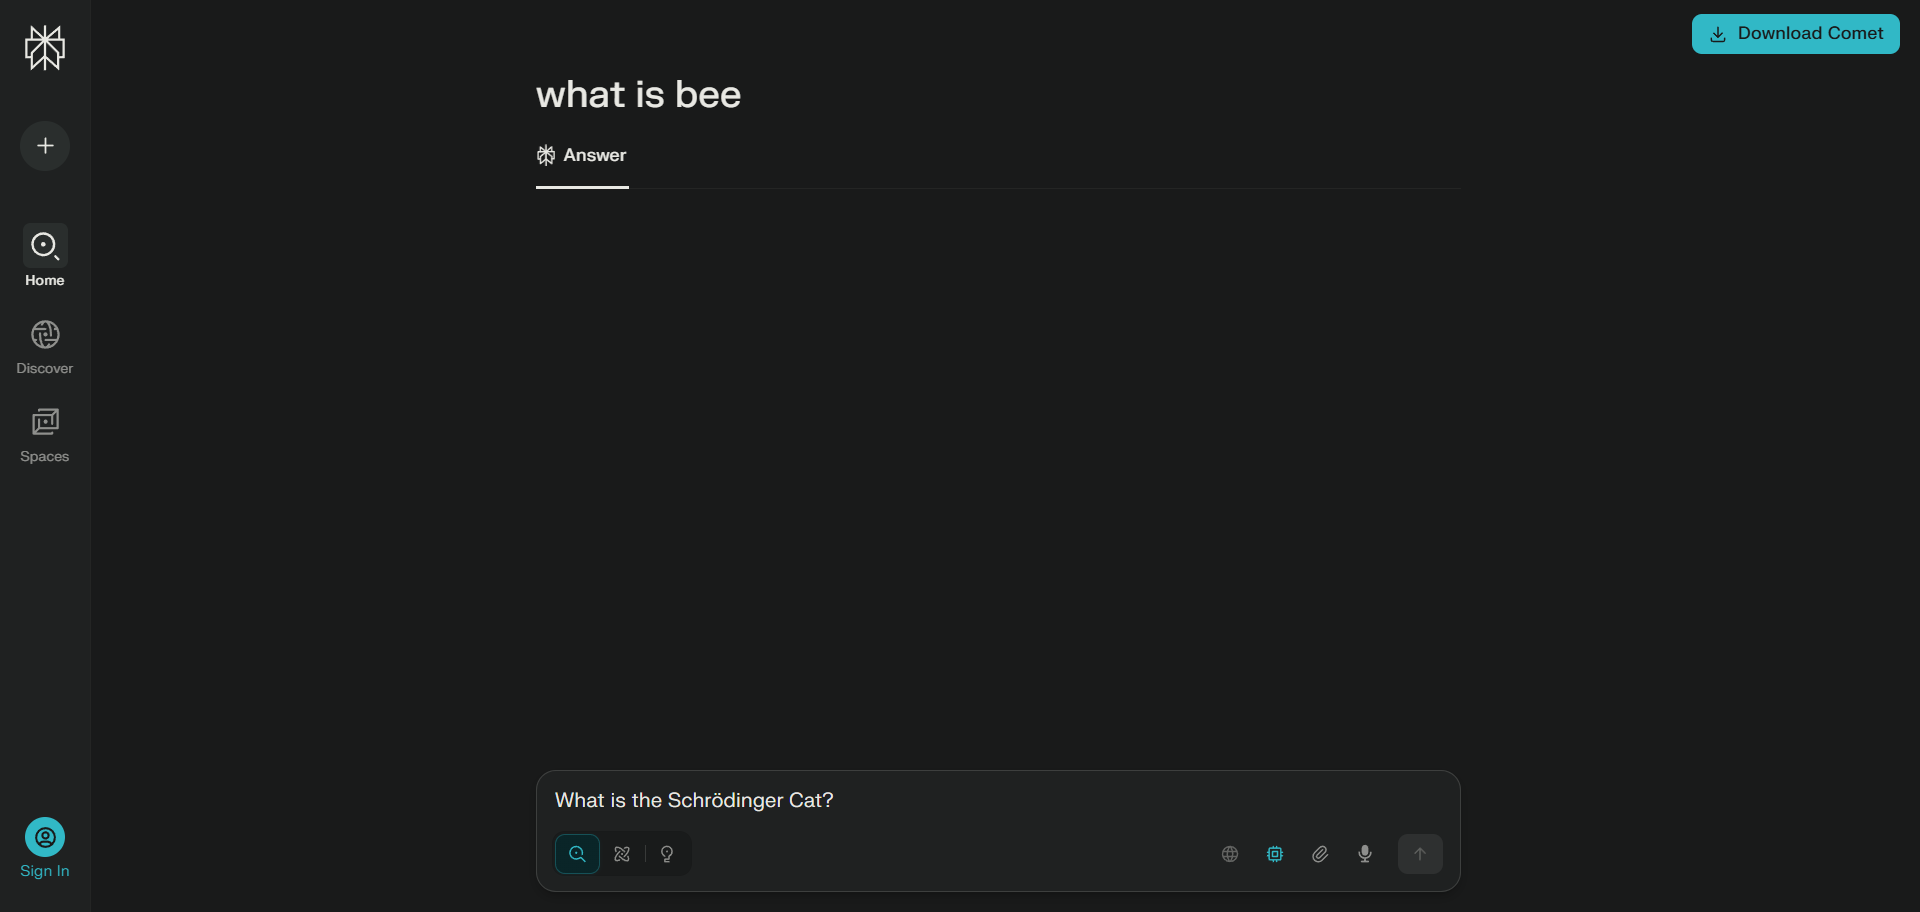 Download Comet
what is bee
Answer
Home
Discover
Spaces
What is the Schrödinger Cat?
Sign In